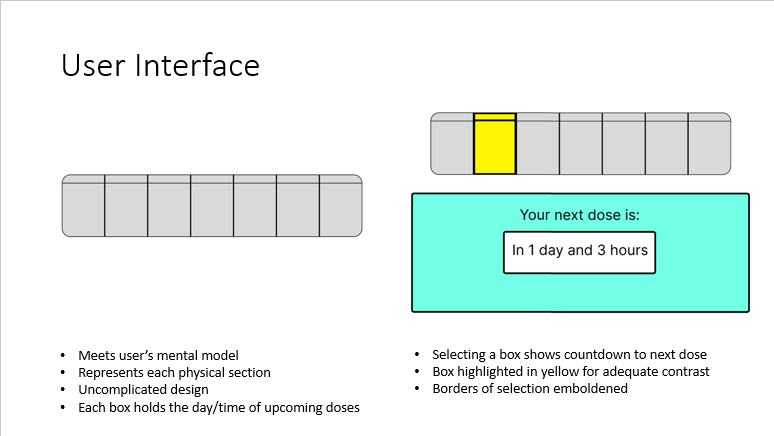 User Interface
Your next dose is:
In 1 day and 3 hours
• Meets user's mental model
• Represents each physical section
• Uncomplicated design
• Each box holds the day/time of upcoming doses
• Selecting a box shows countdown to next dose
• Box highlighted in yellow for adequate contrast
• Borders of selection emboldened